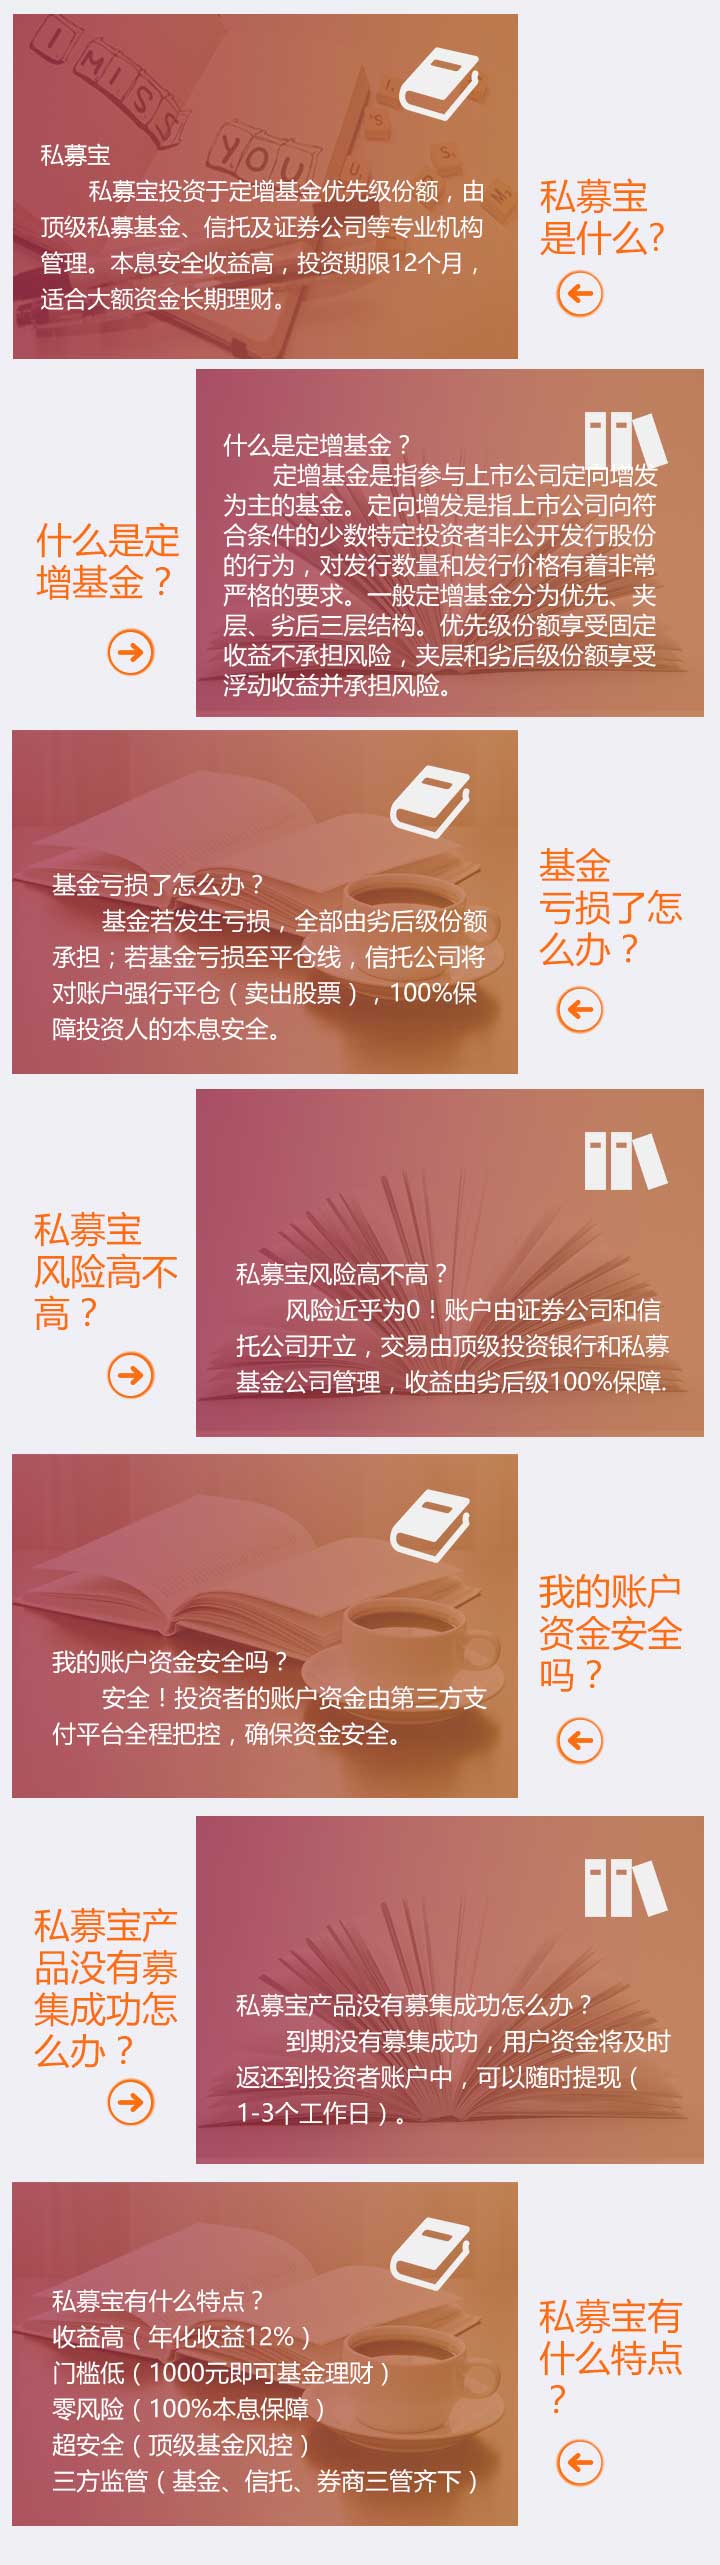 I MISS
YOU
私募宝
私募宝投资于定增基金优先级份额，由
顶级私募基金、信托及证券公司等专业机构
管理。本息安全收益高，投资期限12个月，
适合大额资金长期理财。
私募宝
是什么?
什么是定
增基金？
什么是定增基金？
定增基金是指参与上市公司定向增发
为主的基金。定向增发是指上市公司向符
合条件的少数特定投资者非公开发行股份
的行为，对发行数量和发行价格有着非常
严格的要求。一般定增基金分为优先、夹
层、劣后三层结构。优先级份额享受固定
收益不承担风险，夹层和劣后级份额享受
浮动收益并承担风险。
基金亏损了怎么办？
基金若发生亏损，全部由劣后级份额
承担；若基金亏损至平仓线，信托公司将
对账户强行平仓（卖出股票），100%保
障投资人的本息安全。
基金
亏损了怎
么办？
私募宝
风险高不
高？
私募宝风险高不高？
风险近乎为0！账户由证券公司和信
托公司开立，交易由顶级投资银行和私募
基金公司管理，收益由劣后级100%保障.
我的账户资金安全吗？
安全！投资者的账户资金由第三方支
付平台全程把控，确保资金安全。
我的账户
资金安全
吗？
私募宝产
品没有募
集成功怎
么办？
私募宝产品没有募集成功怎么办？
到期没有募集成功，用户资金将及时
返还到投资者账户中，可以随时提现（
1-3个工作日）。
私募宝有什么特点？
收益高（年化收益12%）
门槛低（1000元即可基金理财）
零风险（100%本息保障）
超安全（顶级基金风控）
三方监管（基金、信托、券商三管齐下）
私募宝有
什么特点
？